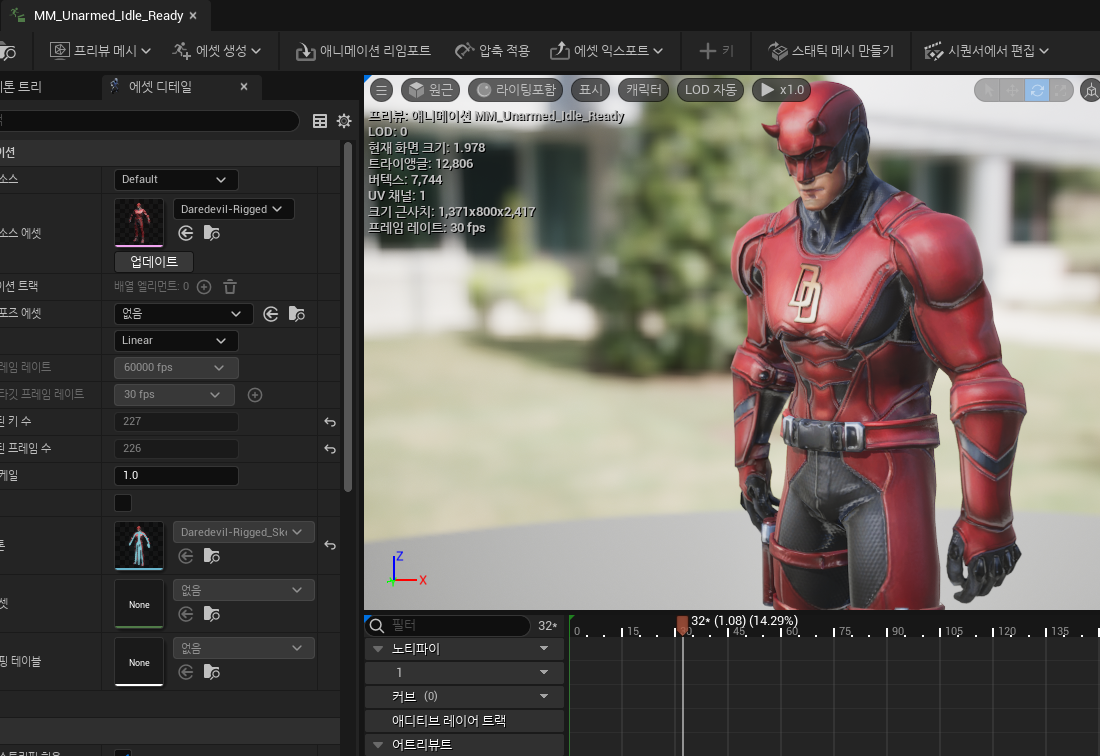 MM_Unarmed_Idle_Ready
프리뷰 메시
에셋 생성
애니메이션 리임포트
압축 적용
에셋 익스포트
키
스태틱 메시 만들기
시퀀서에서 편집
톤 트리
에셋 디테일
이션
소스
Default
소스 에셋
Daredevil-Rigged
업데이트
이션 트랙
배열 엘리먼트: 0
포즈 에셋
없음
Linear
레임 레이트
60000 fps
타깃 프레임 레이트
30 fps
된 키 수
227
된 프레임 수
226
케일
1.0
톤
Daredevil-Rigged_Ske
셋
None
없음
핑 테이블
None
없음
원근
라이팅포함
표시
캐릭터
LOD 자동
x1.0
프리뷰: 애니메이션 MM_Unarmed_Idle_Ready
LOD: 0
현재 화면 크기: 1.978
트라이앵글: 12,806
버텍스: 7,744
UV 채널: 1
크기 근사치: 1,371x800x2,417
프레임 레이트: 30 fps
DD
Z
X
필터
32*
32* (1.08) (14.29%)
0
15
30
45
60
75
90
105
120
135
노티파이
1
커브 (0)
애디티브 레이어 트랙
어트리뷰트